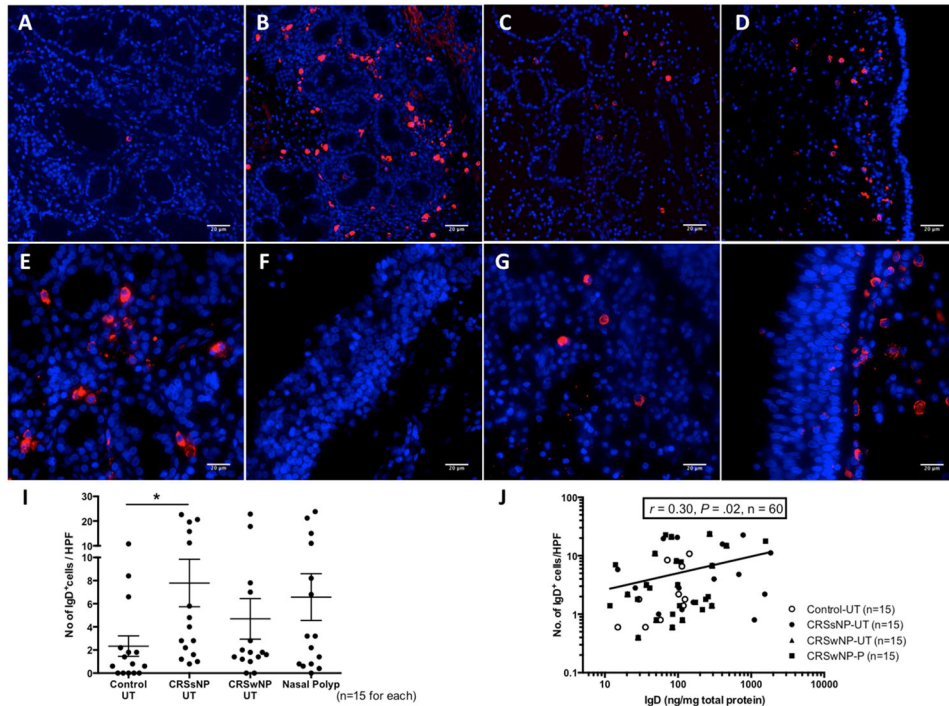 A
B
C
D
20 µm
20 µm
20 µm
20 µm
E
F
G
20 µm
20 µm
20 µm
20 µm
I
*
No of IgD+cells / HPF
30
20
10
8
6
4
2
0
Control UT
CRSsNP UT
CRSwNP UT
Nasal Polyp
(n=15 for each)
J
r = 0.30, P = .02, n = 60
No. of IgD+ cells/HPF
100
10
1
0.1
10
100
1000
10000
IgD (ng/mg total protein)
Control-UT (n=15)
CRSsNP-UT (n=15)
CRSwNP-UT (n=15)
CRSwNP-P (n=15)